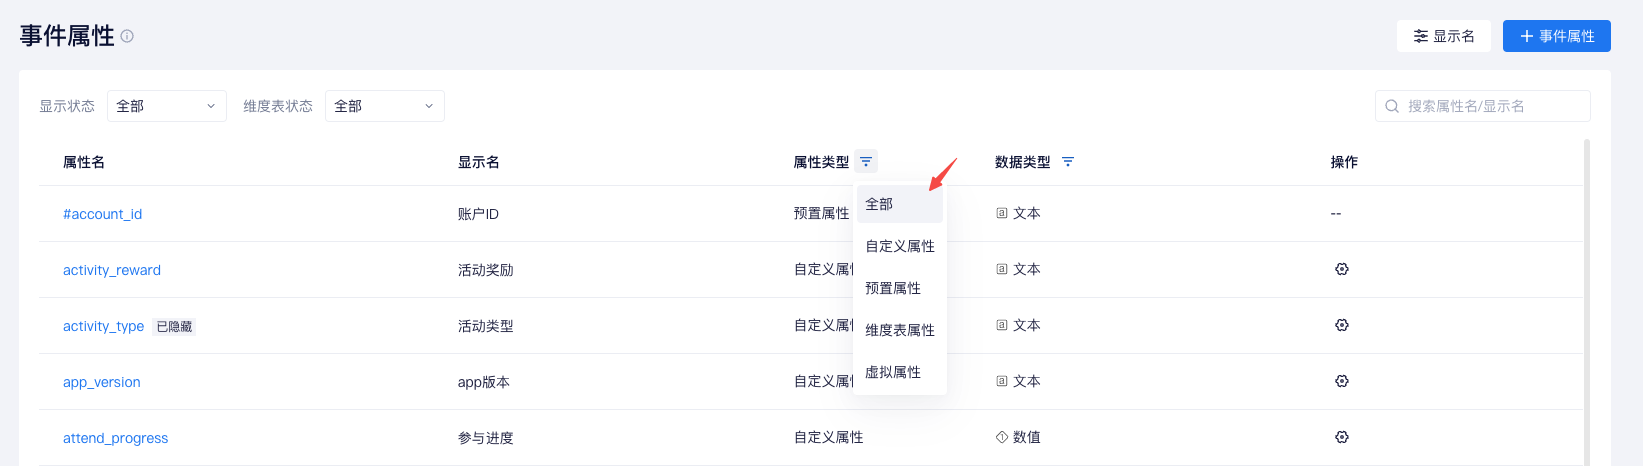 事件属性
显示名
事件属性
显示状态 全部 维度表状态 全部 搜索属性名/显示名
属性名 显示名 属性类型 数据类型 操作
全部
自定义属性
预置属性
维度表属性
虚拟属性
#account_id 账户ID 预置属性 文本 --
activity_reward 活动奖励 自定义属 文本
activity_type 已隐藏 活动类型 自定义属 文本
app_version app版本 自定义属 文本
attend_progress 参与进度 自定义属性 数值